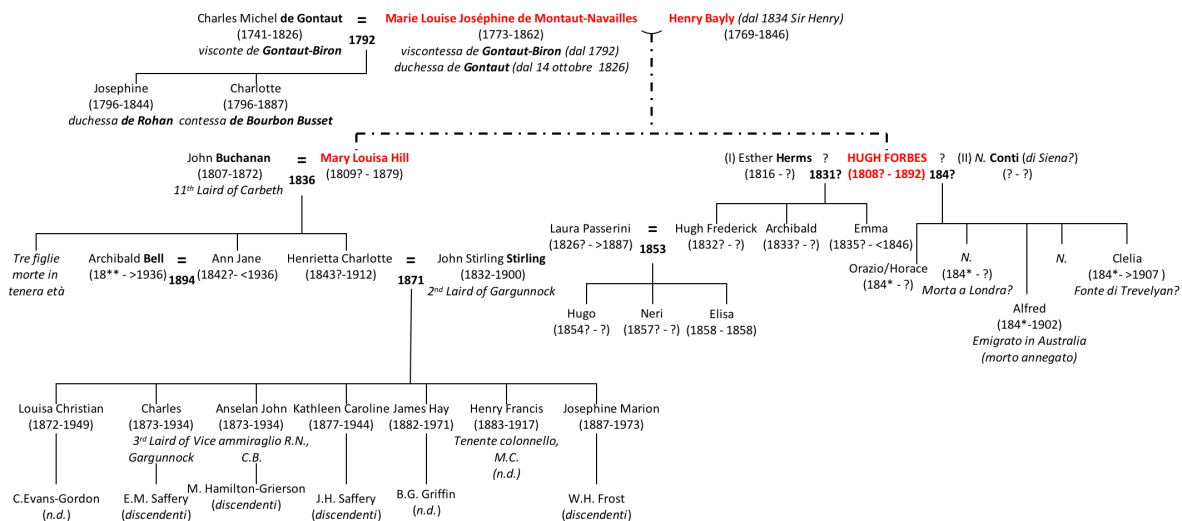 Charles Michel de Gontaut
(1741-1826)
visconte de Gontaut-Biron
=
1792
Marie Louise Joséphine de Montaut-Navailles
(1773-1862)
viscontessa de Gontaut-Biron (dal 1792)
duchessa de Gontaut (dal 14 ottobre 1826)
Henry Bayly (dal 1834 Sir Henry)
(1769-1846)
Josephine
(1796-1844)
duchessa de Rohan
Charlotte
(1796-1887)
contessa de Bourbon Busset
John Buchanan
(1807-1872)
11th Laird of Carbeth
=
1836
Mary Louisa Hill
(1809? - 1879)
(I) Esther Herms
(1816 - ?)
?
1831?
HUGH FORBES
(1808? - 1892)
?
184?
(II) N. Conti (di Siena?)
(? - ?)
Tre figlie
morte in
tenera età
Archibald Bell
(18** - >1936)
=
1894
Ann Jane
(1842?- <1936)
Henrietta Charlotte
(1843?-1912)
=
1871
John Stirling Stirling
(1832-1900)
2nd Laird of Gargunnock
Laura Passerini
(1826? - >1887)
=
1853
Hugh Frederick
(1832? - ?)
Archibald
(1833? - ?)
Emma
(1835? - <1846)
Orazio/Horace
(184* - ?)
N.
(184* - ?)
Morta a Londra?
Alfred
(184*-1902)
Emigrato in Australia
(morto annegato)
N.
Clelia
(184*- >1907 )
Fonte di Trevelyan?
Hugo
(1854? - ?)
Neri
(1857? - ?)
Elisa
(1858 - 1858)
Louisa Christian
(1872-1949)
Charles
(1873-1934)
3rd Laird of
Gargunnock
Anselan John
(1873-1934)
Vice ammiraglio R.N.,
C.B.
Kathleen Caroline
(1877-1944)
James Hay
(1882-1971)
Henry Francis
(1883-1917)
Tenente colonnello,
M.C.
(n.d.)
Josephine Marion
(1887-1973)
C.Evans-Gordon
(n.d.)
E.M. Saffery
(discendenti)
M. Hamilton-Grierson
(discendenti)
J.H. Saffery
(discendenti)
B.G. Griffin
(n.d.)
W.H. Frost
(discendenti)